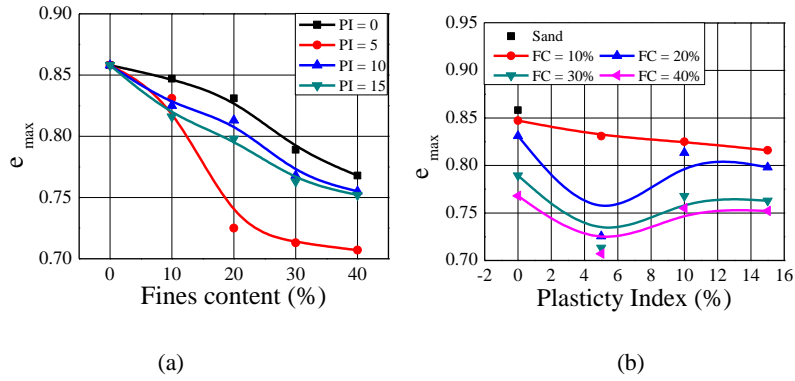 PI = 0
PI = 5
PI = 10
PI = 15
0.90
0.85
0.80
0.75
0.70
e max
0 10 20 30 40
Fines content (%)
(a)
Sand
FC = 10% FC = 20%
FC = 30% FC = 40%
0.95
0.90
0.85
0.80
0.75
0.70
e max
-2 0 2 4 6 8 10 12 14 16
Plasticty Index (%)
(b)